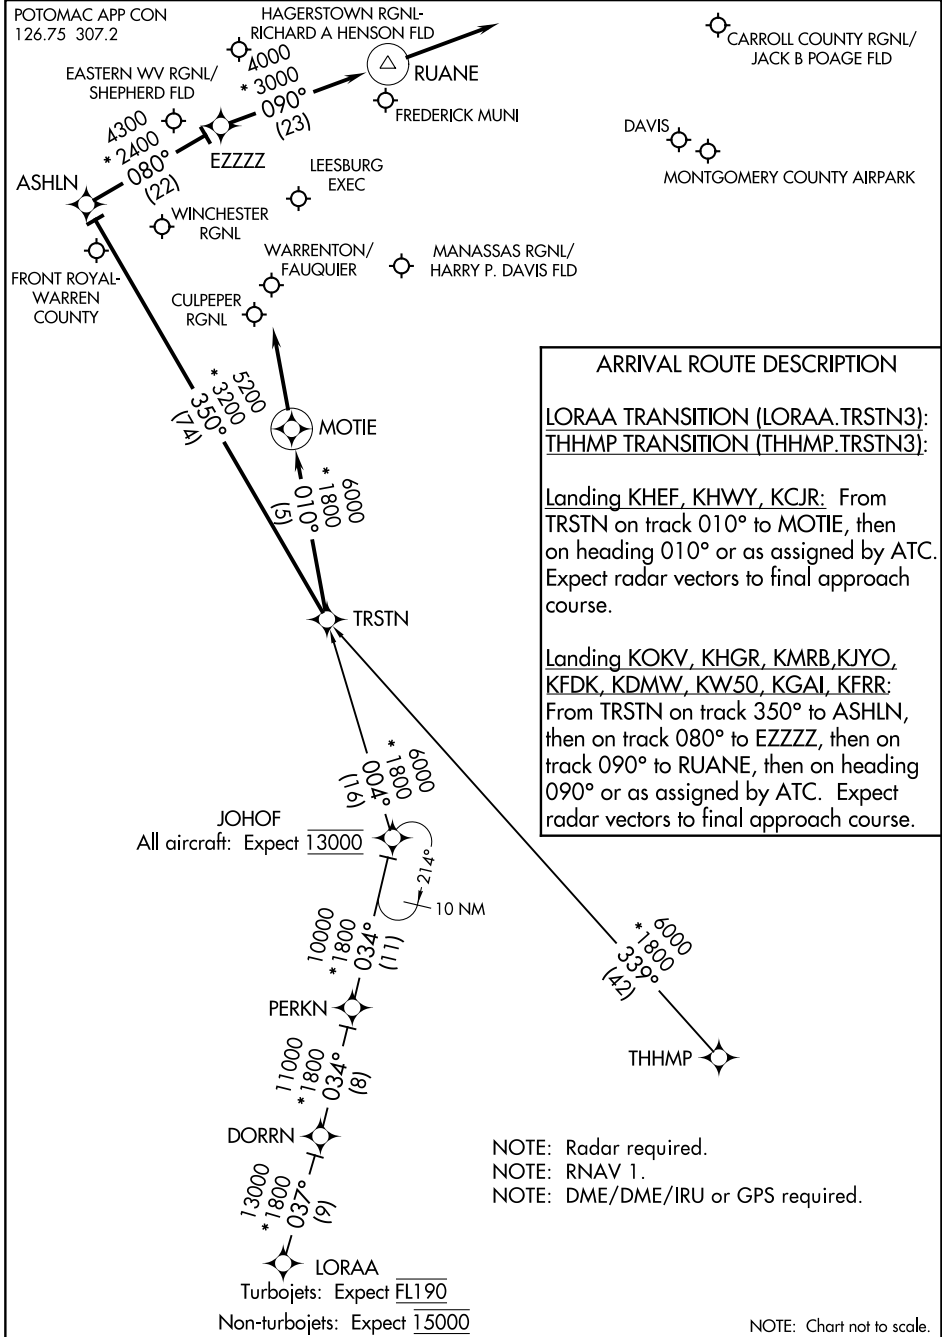 POTOMAC APP CON
126.75 307.2
HAGERSTOWN RGNL-
RICHARD A HENSON FLD
CARROLL COUNTY RGNL/
JACK B POAGE FLD
EASTERN WV RGNL/
SHEPHERD FLD
4000
* 3000
090°
(23)
RUANE
FREDERICK MUNI
4300
* 2400
080°
(22)
EZZZZ
DAVIS
MONTGOMERY COUNTY AIRPARK
ASHLN
LEESBURG
EXEC
WINCHESTER
RGNL
WARRENTON/
FAUQUIER
MANASSAS RGNL/
HARRY P. DAVIS FLD
FRONT ROYAL-
WARREN
COUNTY
CULPEPER
RGNL
5200
* 3200
350°
(74)
MOTIE
6000
* 1800
010°
(5)
TRSTN
ARRIVAL ROUTE DESCRIPTION
LORAA TRANSITION (LORAA.TRSTN3):
THHMP TRANSITION (THHMP.TRSTN3):
Landing KHEF, KHWY, KCJR: From
TRSTN on track 010° to MOTIE, then
on heading 010° or as assigned by ATC.
Expect radar vectors to final approach
course.
Landing KOKV, KHGR, KMRB,KJYO,
KFDK, KDMW, KW50, KGAI, KFRR:
From TRSTN on track 350° to ASHLN,
then on track 080° to EZZZZ, then on
track 090° to RUANE, then on heading
090° or as assigned by ATC. Expect
radar vectors to final approach course.
6000
* 1800
004°
(16)
JOHOF
All aircraft: Expect 13000
214°
10 NM
10000
* 1800
034°
(11)
6000
*1800
339°
(42)
PERKN
THHMP
11000
* 1800
034°
(8)
DORRN
13000
* 1800
037°
(9)
NOTE: Radar required.
NOTE: RNAV 1.
NOTE: DME/DME/IRU or GPS required.
LORAA
Turbojets: Expect FL190
Non-turbojets: Expect 15000
NOTE: Chart not to scale.